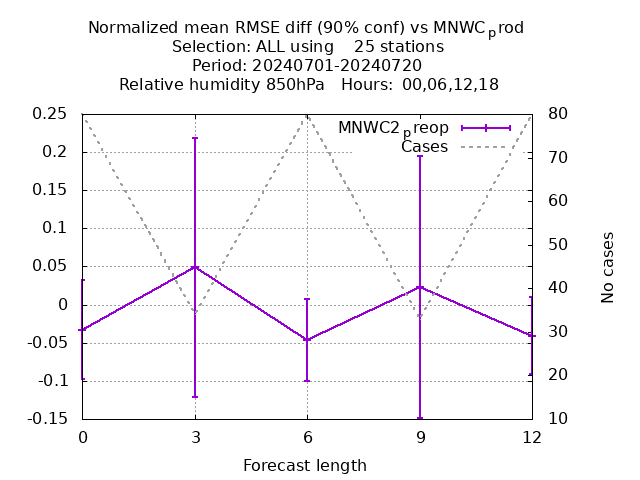 Normalized mean RMSE diff (90% conf) vs MNWCprod
Selection: ALL using    25 stations
Period: 20240701-20240720
Relative humidity 850hPa   Hours:  00,06,12,18
MNWC2preop
Cases
0.25
0.2
0.15
0.1
0.05
0
-0.05
-0.1
-0.15
80
70
60
50
40
30
20
10
No cases
0 3 6 9 12
Forecast length